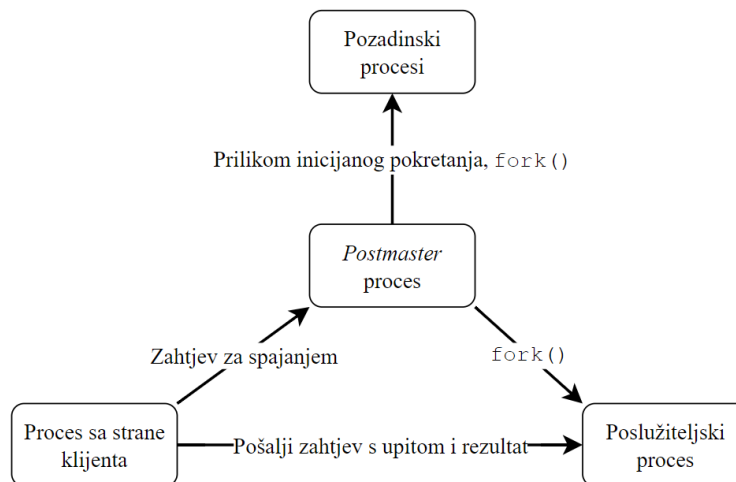 Pozadinski
procesi
Prilikom inicijanog pokretanja, fork()
Postmaster
proces
Zahtjev za spajanjem
fork()
Proces sa strane
klijenta
Pošalji zahtjev s upitom i rezultat
Poslužiteljski
proces